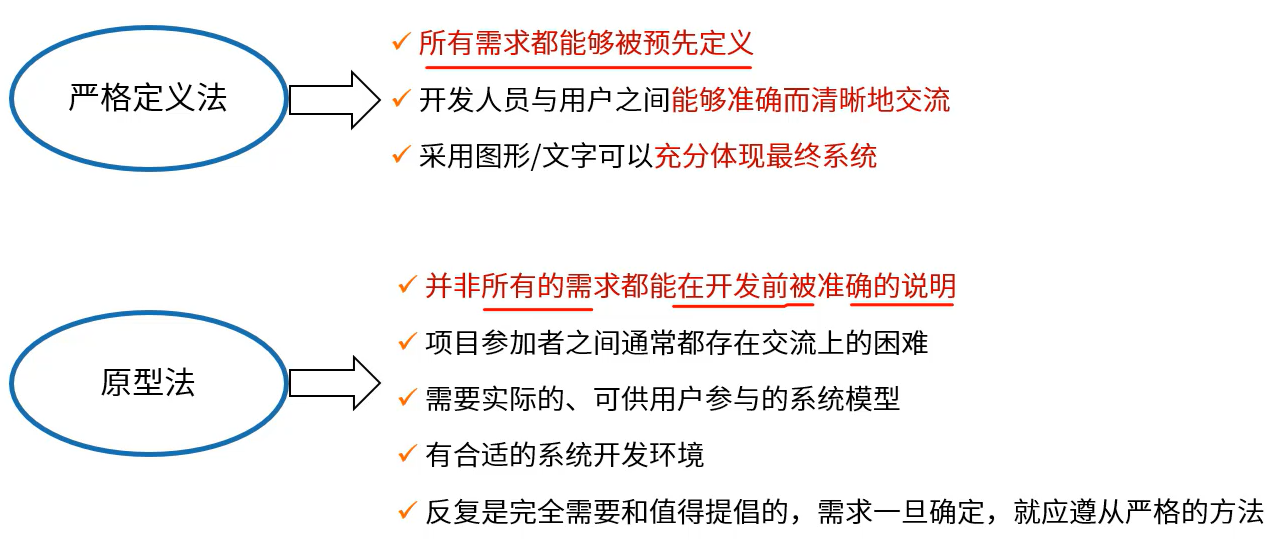 严格定义法
✓ 所有需求都能够被预先定义
✓ 开发人员与用户之间能够准确而清晰地交流
✓ 采用图形/文字可以充分体现最终系统
原型法
✓ 并非所有的需求都能在开发前被准确的说明
✓ 项目参加者之间通常都存在交流上的困难
✓ 需要实际的、可供用户参与的系统模型
✓ 有合适的系统开发环境
✓ 反复是完全需要和值得提倡的，需求一旦确定，就应遵从严格的方法